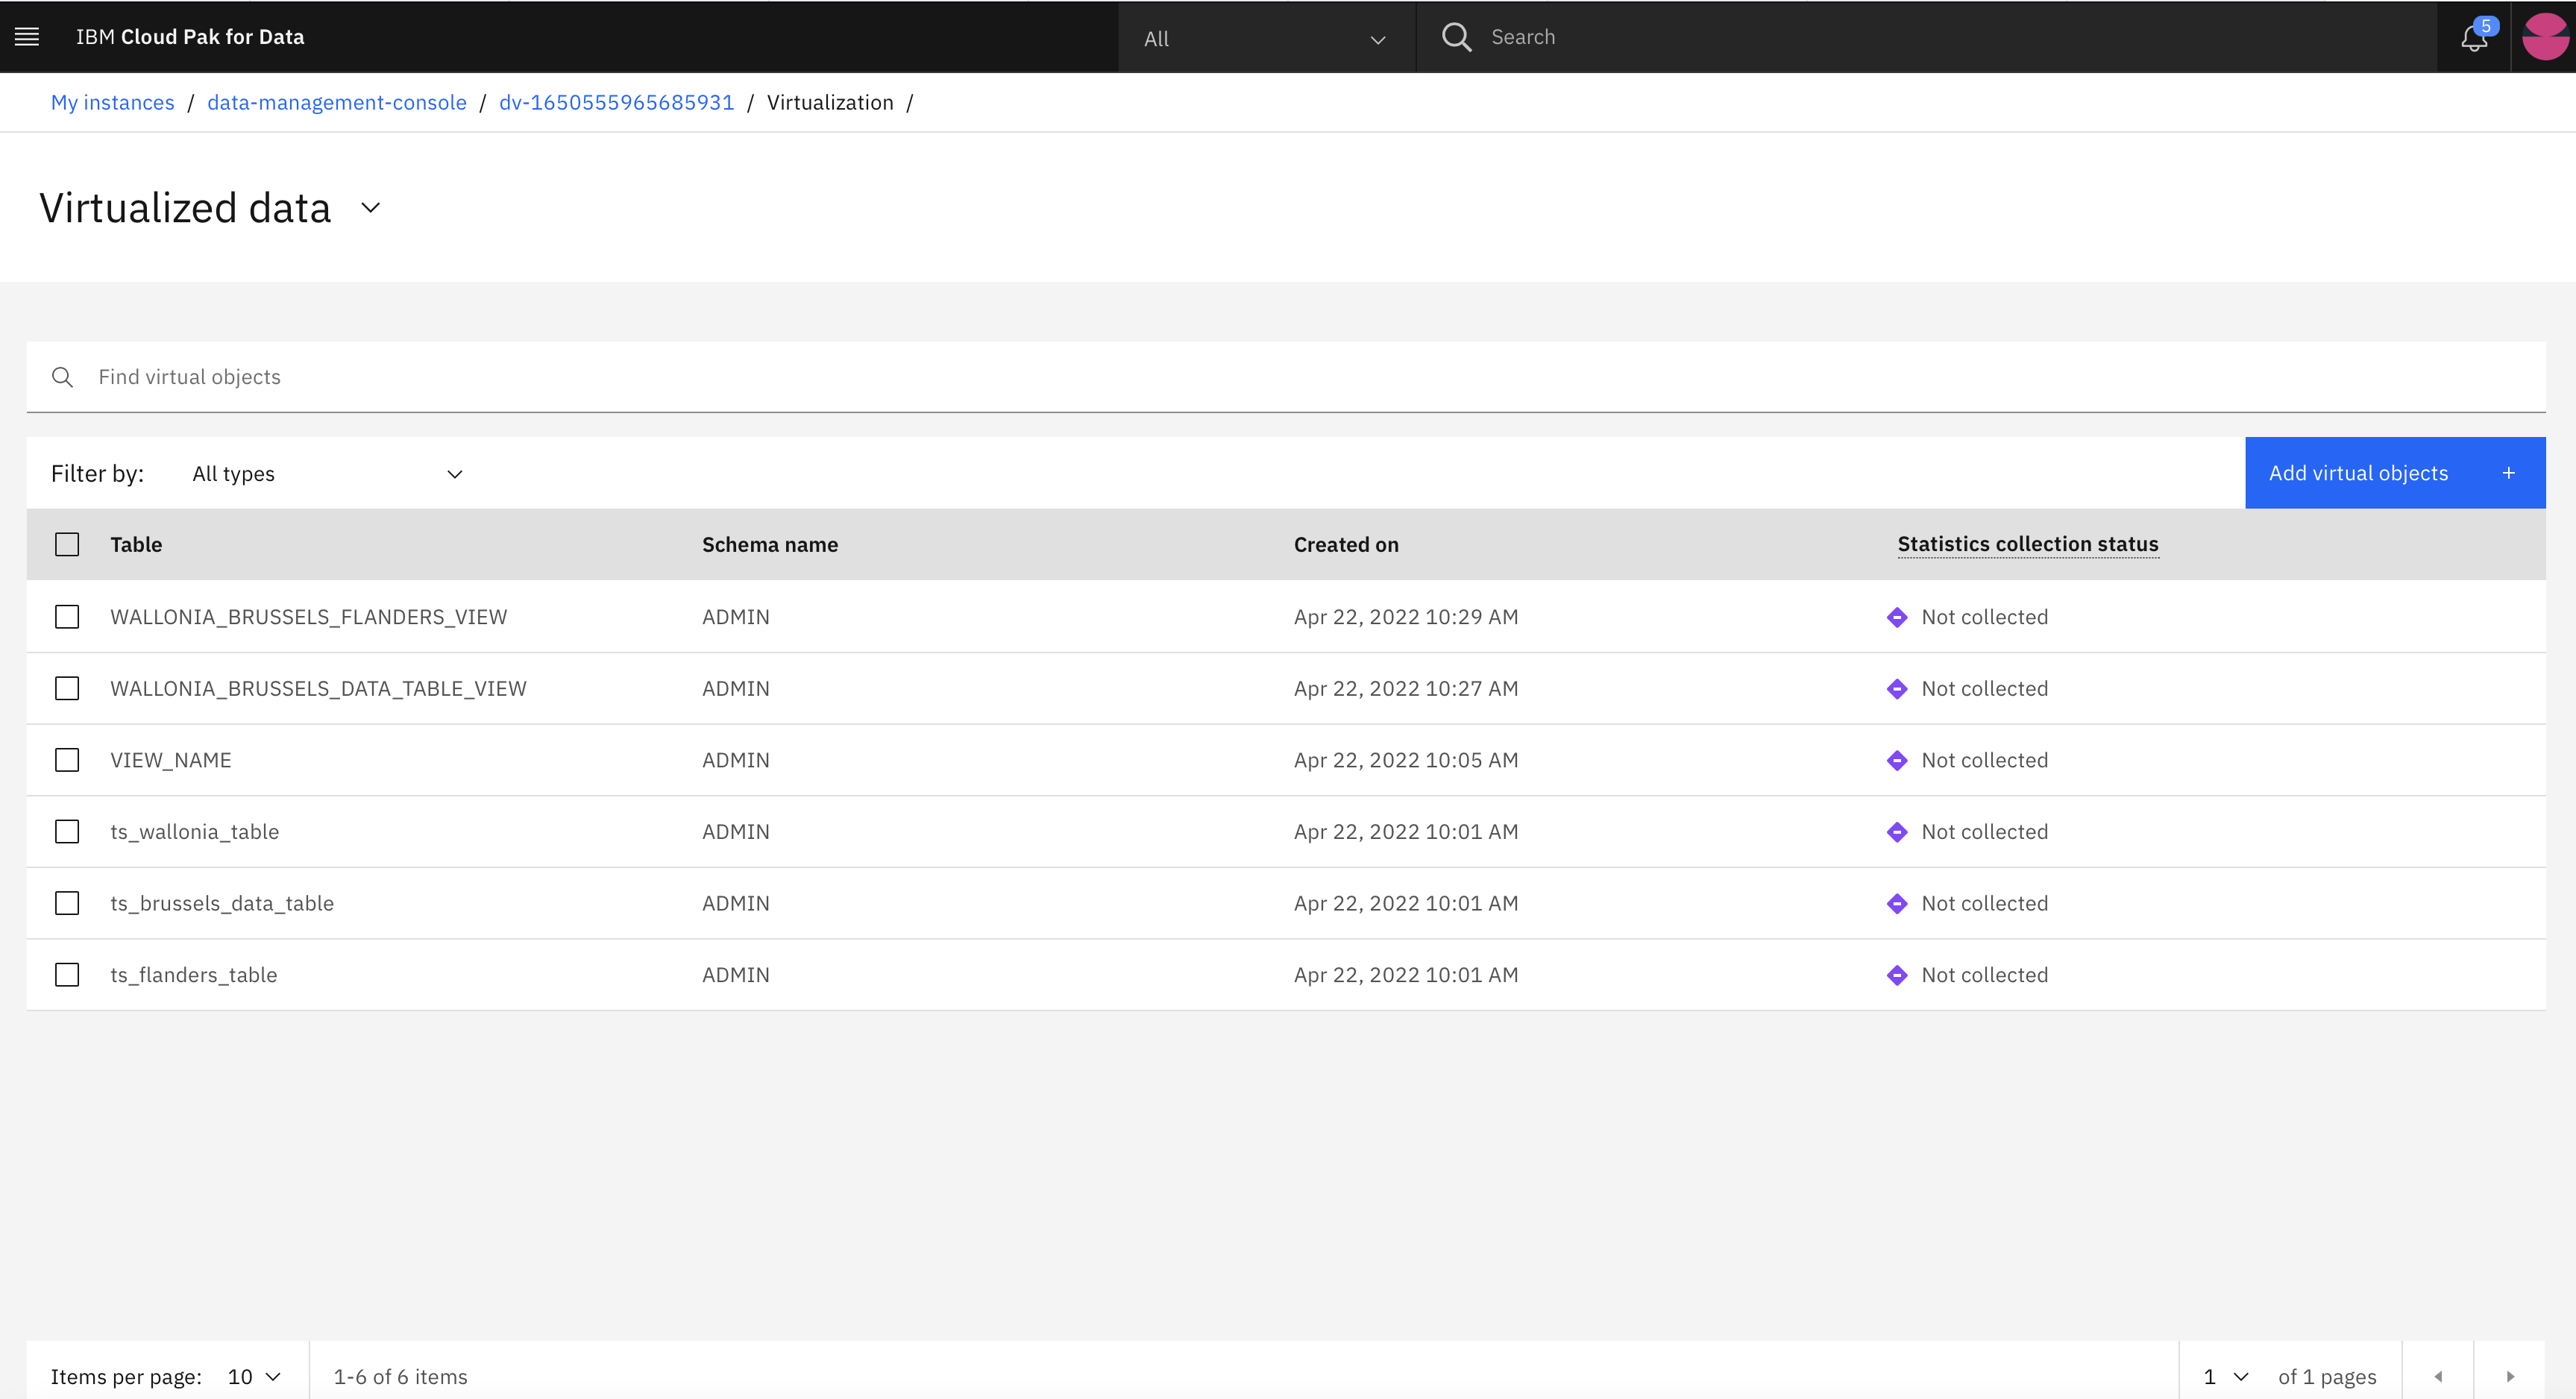 IBM Cloud Pak for Data All Search 5
My instances / data-management-console / dv-1650555965685931 / Virtualization /
Virtualized data
Find virtual objects
Filter by: All types Add virtual objects +
Table Schema name Created on Statistics collection status
WALLONIA_BRUSSELS_FLANDERS_VIEW ADMIN Apr 22, 2022 10:29 AM Not collected
WALLONIA_BRUSSELS_DATA_TABLE_VIEW ADMIN Apr 22, 2022 10:27 AM Not collected
VIEW_NAME ADMIN Apr 22, 2022 10:05 AM Not collected
ts_wallonia_table ADMIN Apr 22, 2022 10:01 AM Not collected
ts_brussels_data_table ADMIN Apr 22, 2022 10:01 AM Not collected
ts_flanders_table ADMIN Apr 22, 2022 10:01 AM Not collected
Items per page: 10 1-6 of 6 items 1 of 1 pages